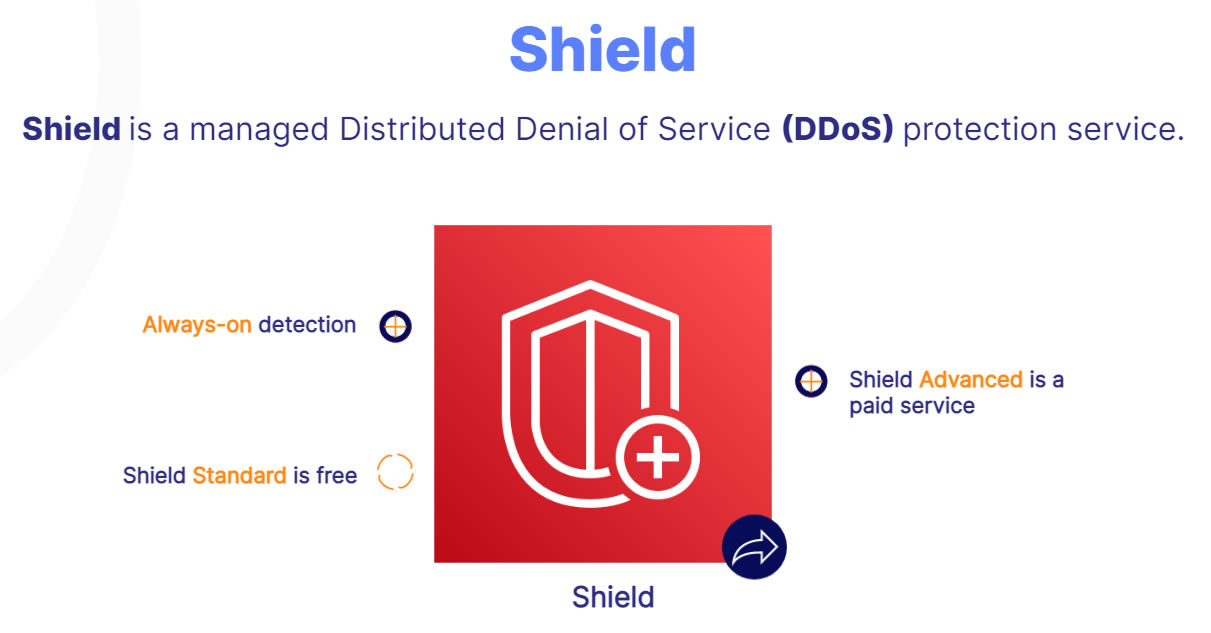 Shield
Shield is a managed Distributed Denial of Service (DDoS) protection service.
Always-on detection
Shield Standard is free
Shield Advanced is a
paid service
Shield